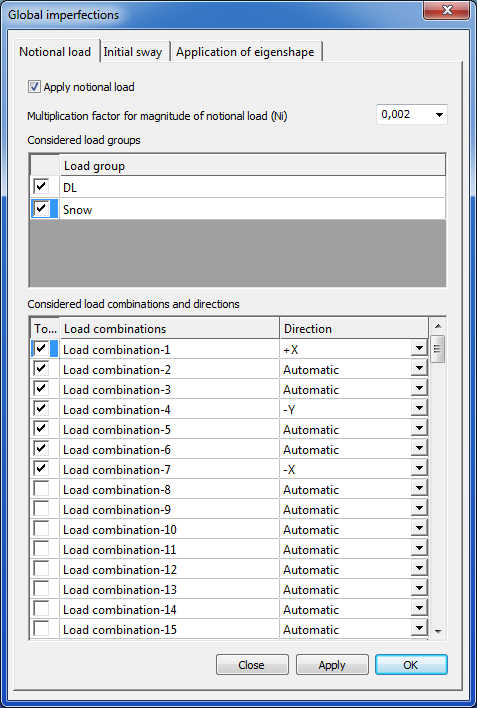 Global imperfections
Notional load Initial sway Application of eigenshape
Apply notional load
Multiplication factor for magnitude of notional load (Ni) 0,002
Considered load groups
Load group
DL
Snow
Considered load combinations and directions
To... Load combinations Direction
Load combination-1 +X
Load combination-2 Automatic
Load combination-3 Automatic
Load combination-4 -Y
Load combination-5 Automatic
Load combination-6 Automatic
Load combination-7 -X
Load combination-8 Automatic
Load combination-9 Automatic
Load combination-10 Automatic
Load combination-11 Automatic
Load combination-12 Automatic
Load combination-13 Automatic
Load combination-14 Automatic
Load combination-15 Automatic
Close Apply OK